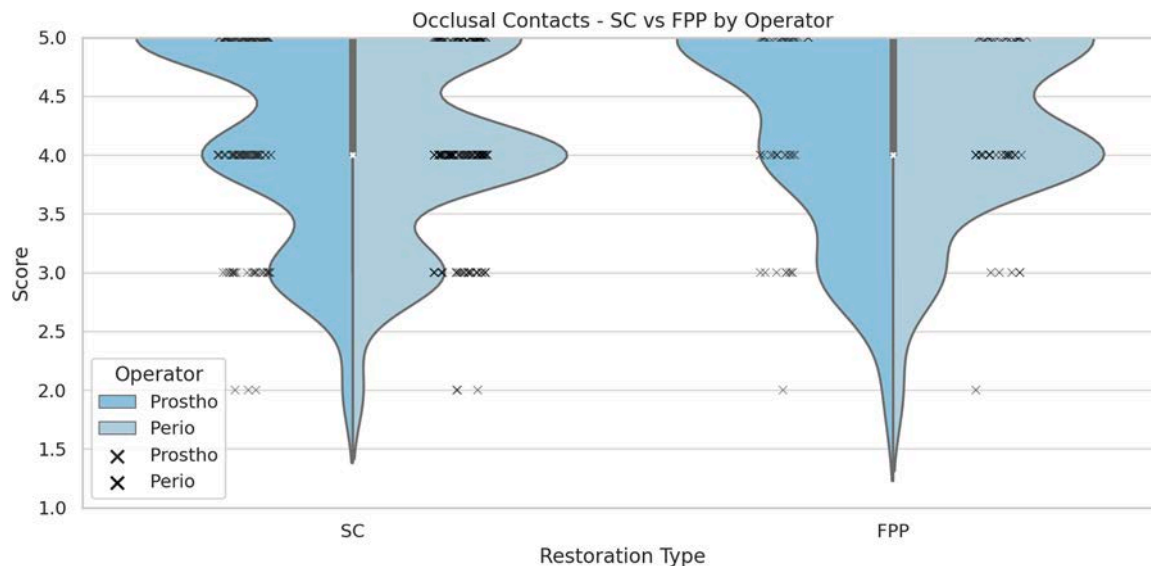 Occlusal Contacts - SC vs FPP by Operator
5.0
4.5
4.0
3.5
3.0
2.5
2.0
1.5
1.0
Score
Operator
Prostho
Perio
Prostho
Perio
SC
FPP
Restoration Type